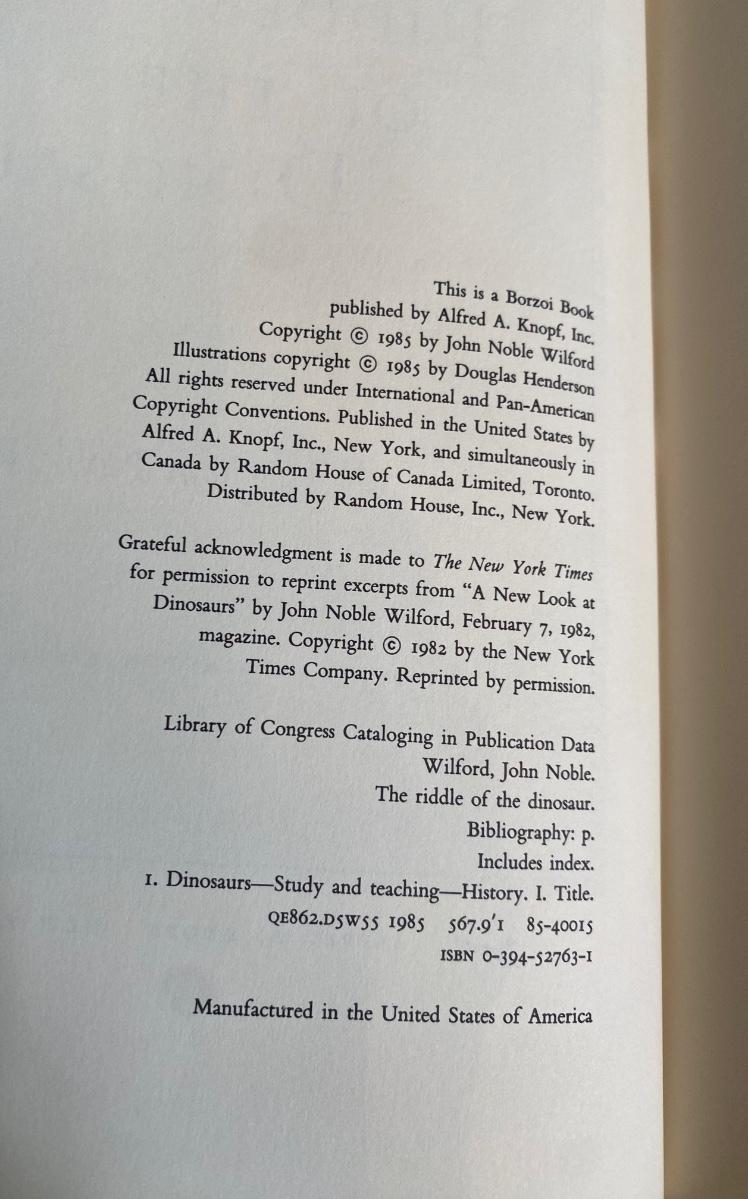 This is a Borzoi Book
published by Alfred A. Knopf, Inc.
Copyright © 1985 by John Noble Wilford
Illustrations copyright © 1985 by Douglas Henderson
All rights reserved under International and Pan-American
Copyright Conventions. Published in the United States by
Alfred A. Knopf, Inc., New York, and simultaneously in
Canada by Random House of Canada Limited, Toronto.
Distributed by Random House, Inc., New York.
Grateful acknowledgment is made to The New York Times
for permission to reprint excerpts from “A New Look at
Dinosaurs” by John Noble Wilford, February 7, 1982,
magazine. Copyright © 1982 by the New York
Times Company. Reprinted by permission.
Library of Congress Cataloging in Publication Data
Wilford, John Noble.
The riddle of the dinosaur.
Bibliography: p.
Includes index.
1. Dinosaurs—Study and teaching—History. I. Title.
QE862.D5W55 1985 567.9'1 85-40015
ISBN 0-394-52763-1
Manufactured in the United States of America